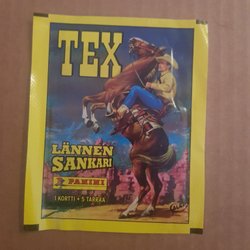 TEX
LÄNNEN
SANKARI
PANINI
1 KORTTI + 5 TARRAA